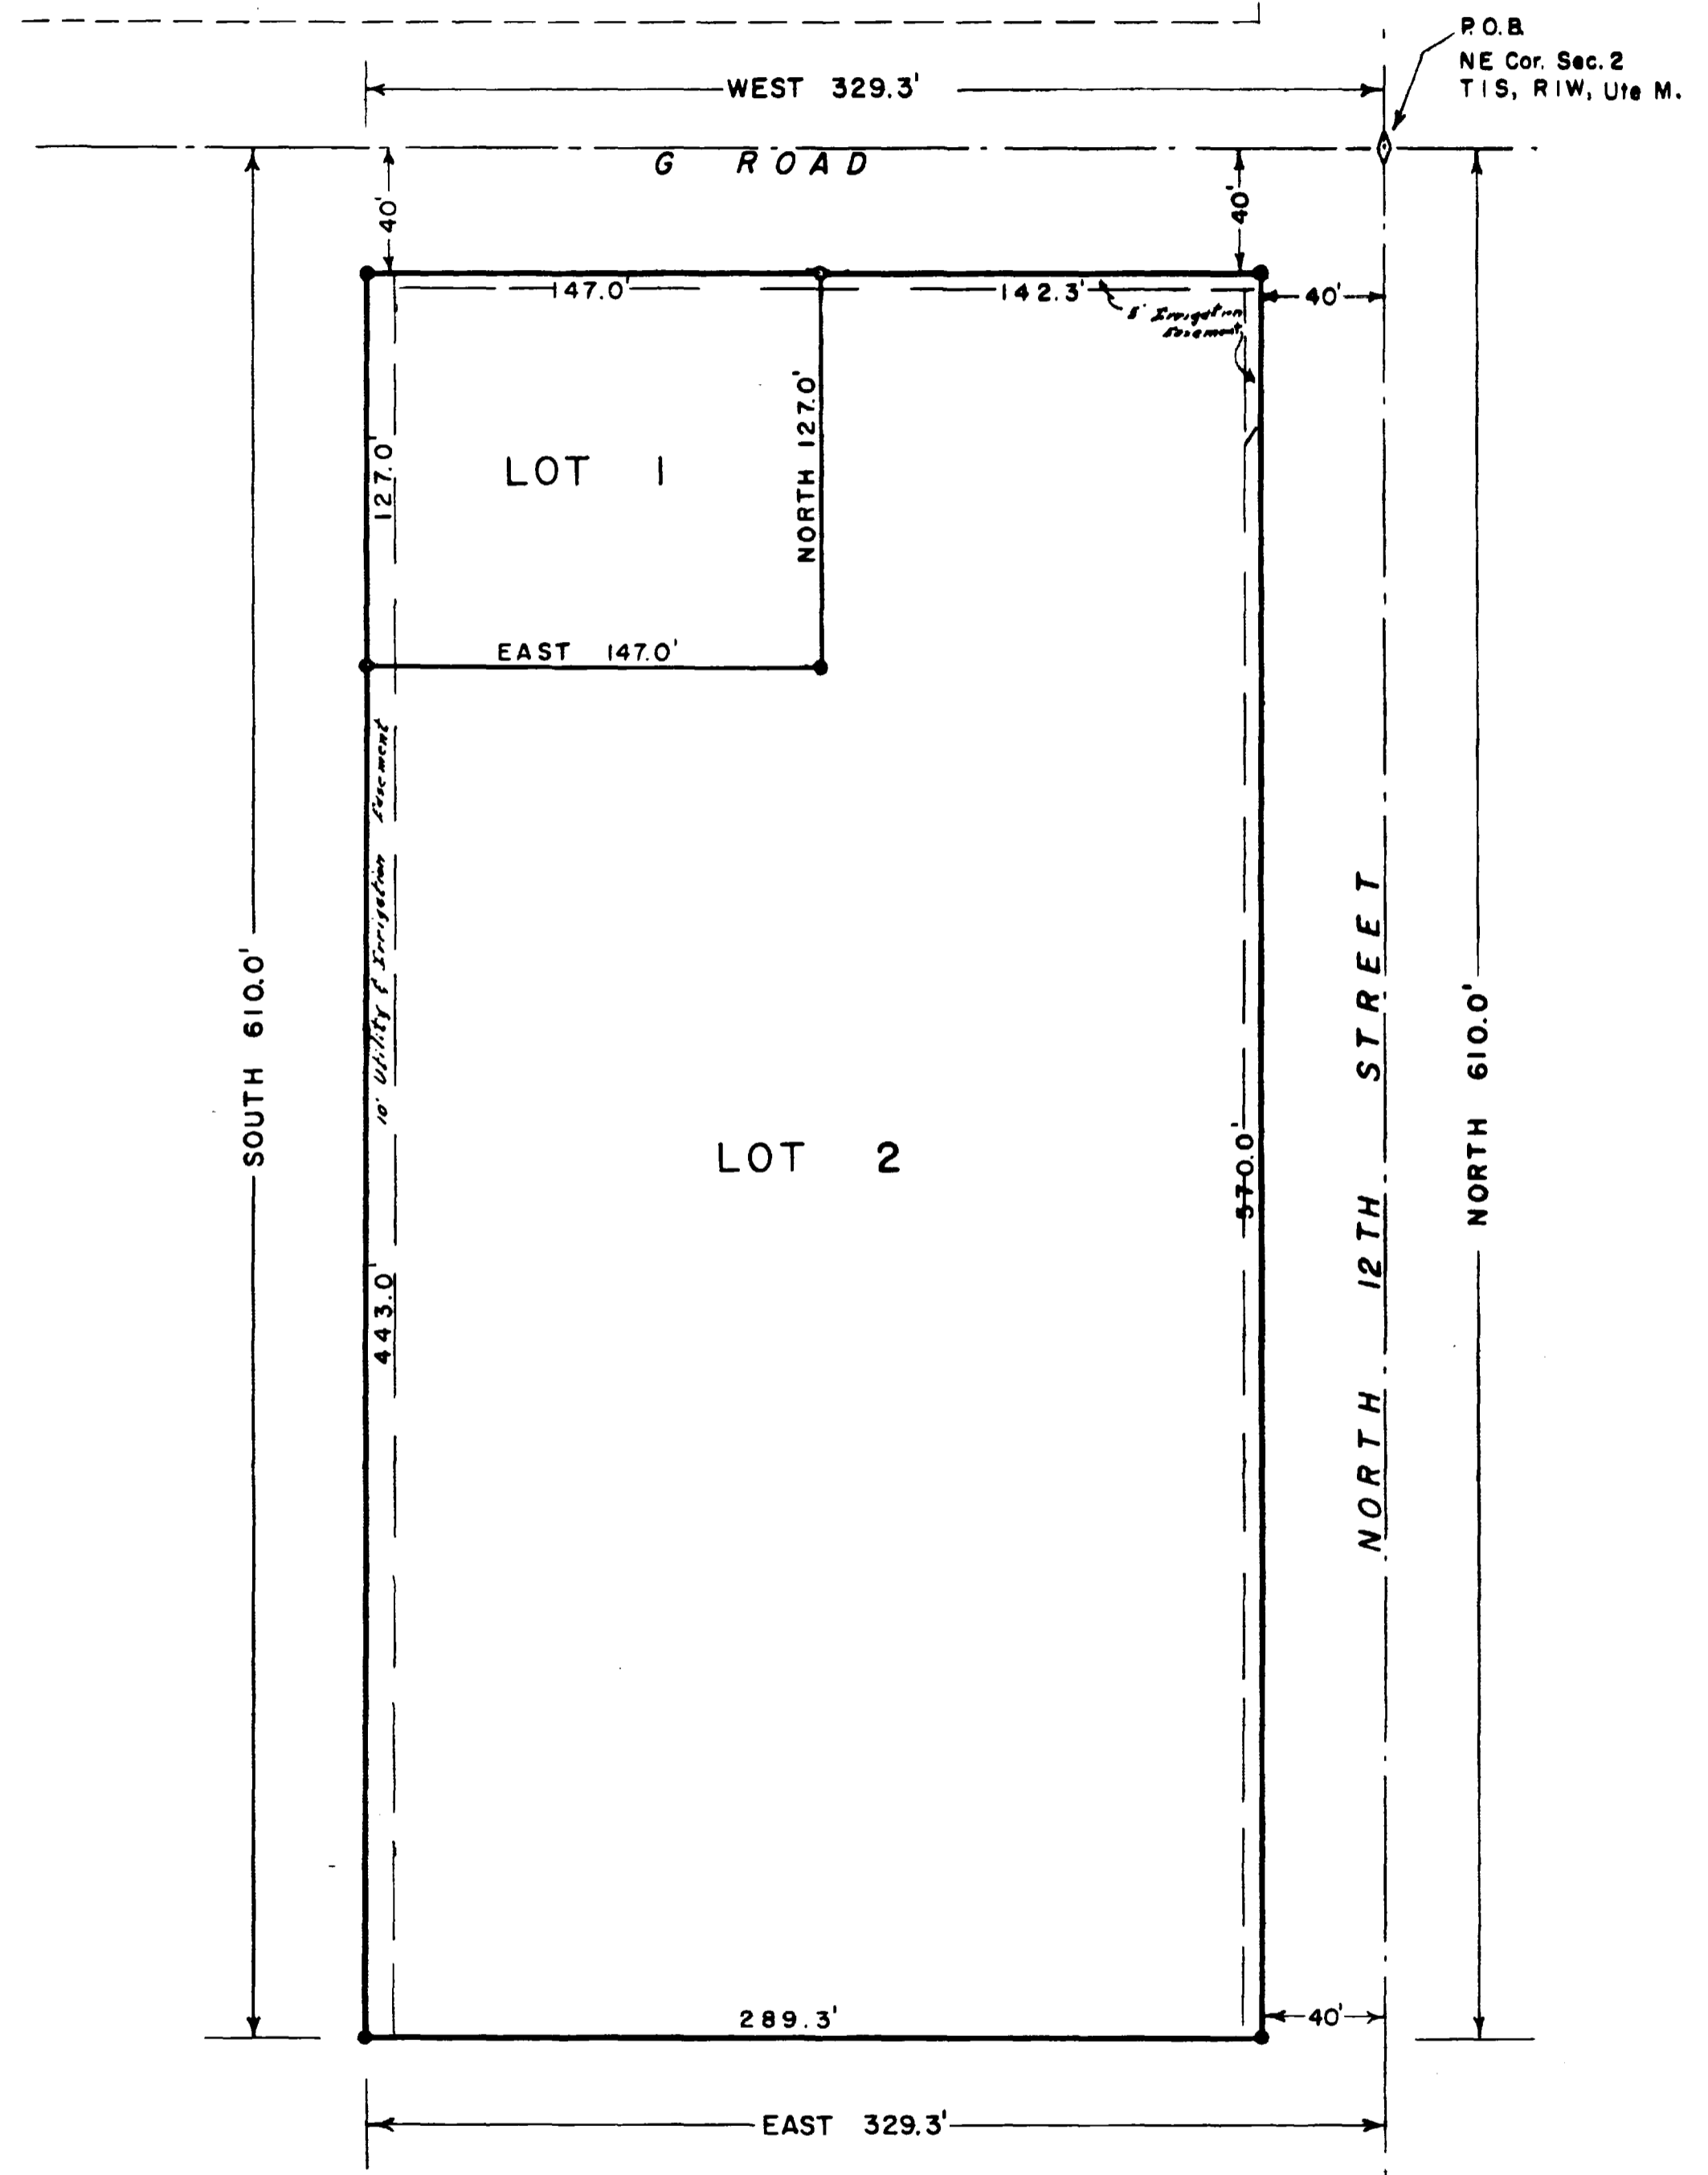 P.O.B.
NE Cor. Sec. 2
T1S, R1W, Ute M.
WEST 329.3'
G ROAD
40'
40'
147.0'
142.3'
40'
5' Irrigation
Easement
127.0'
LOT 1
NORTH 127.0'
EAST 147.0'
10' Utility & Irrigation Easement
SOUTH 610.0'
NORTH 12TH STREET
NORTH 610.0'
LOT 2
570.0'
443.0'
289.3'
40'
EAST 329.3'